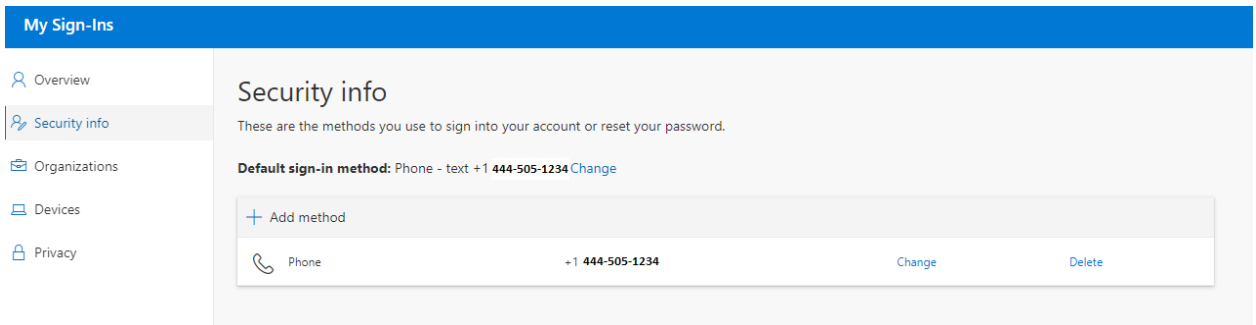 My Sign-Ins
Overview
Security info
Organizations
Devices
Privacy
Security info
These are the methods you use to sign into your account or reset your password.
Default sign-in method: Phone - text +1 444-505-1234 Change
Add method
Phone +1 444-505-1234 Change Delete